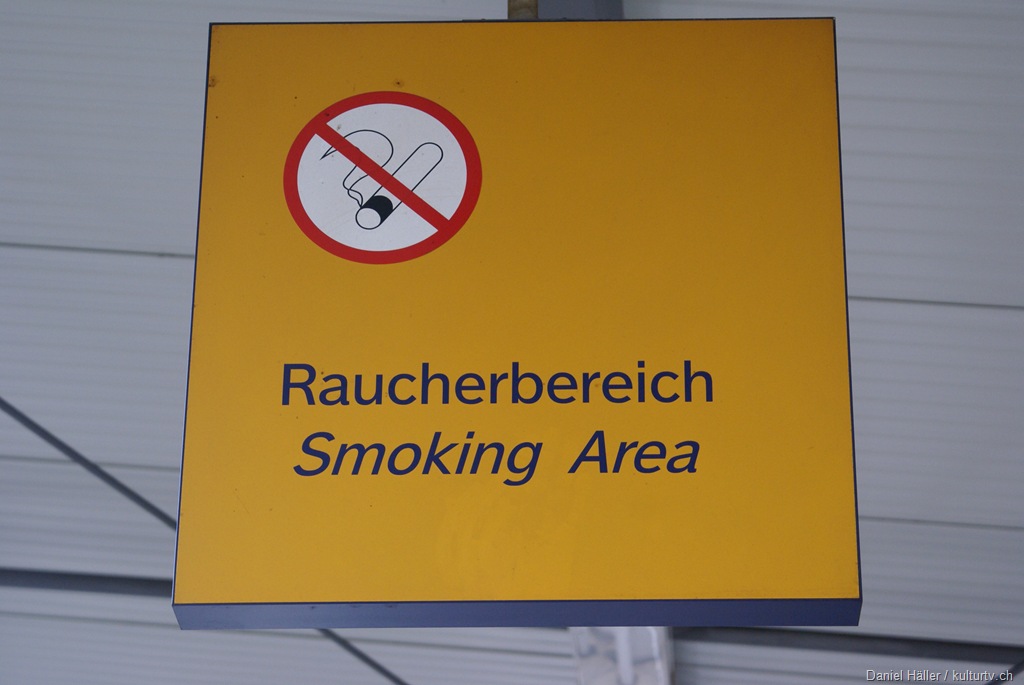 Raucherbereich
Smoking Area
Daniel Häller / kulturtv.ch